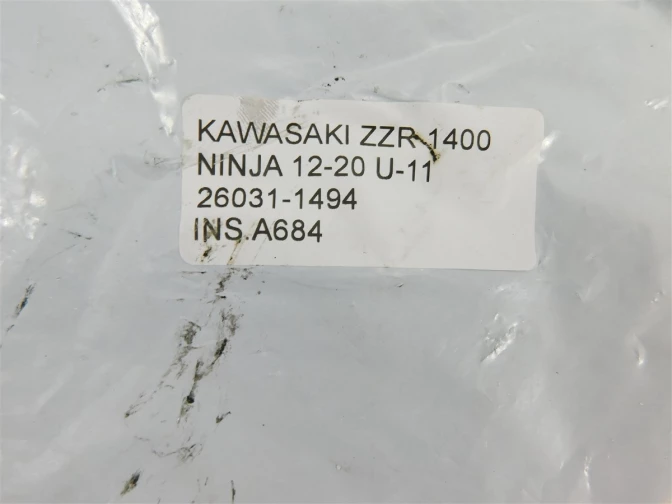 KAWASAKI ZZR 1400
NINJA 12-20 U-11
26031-1494
INS.A684